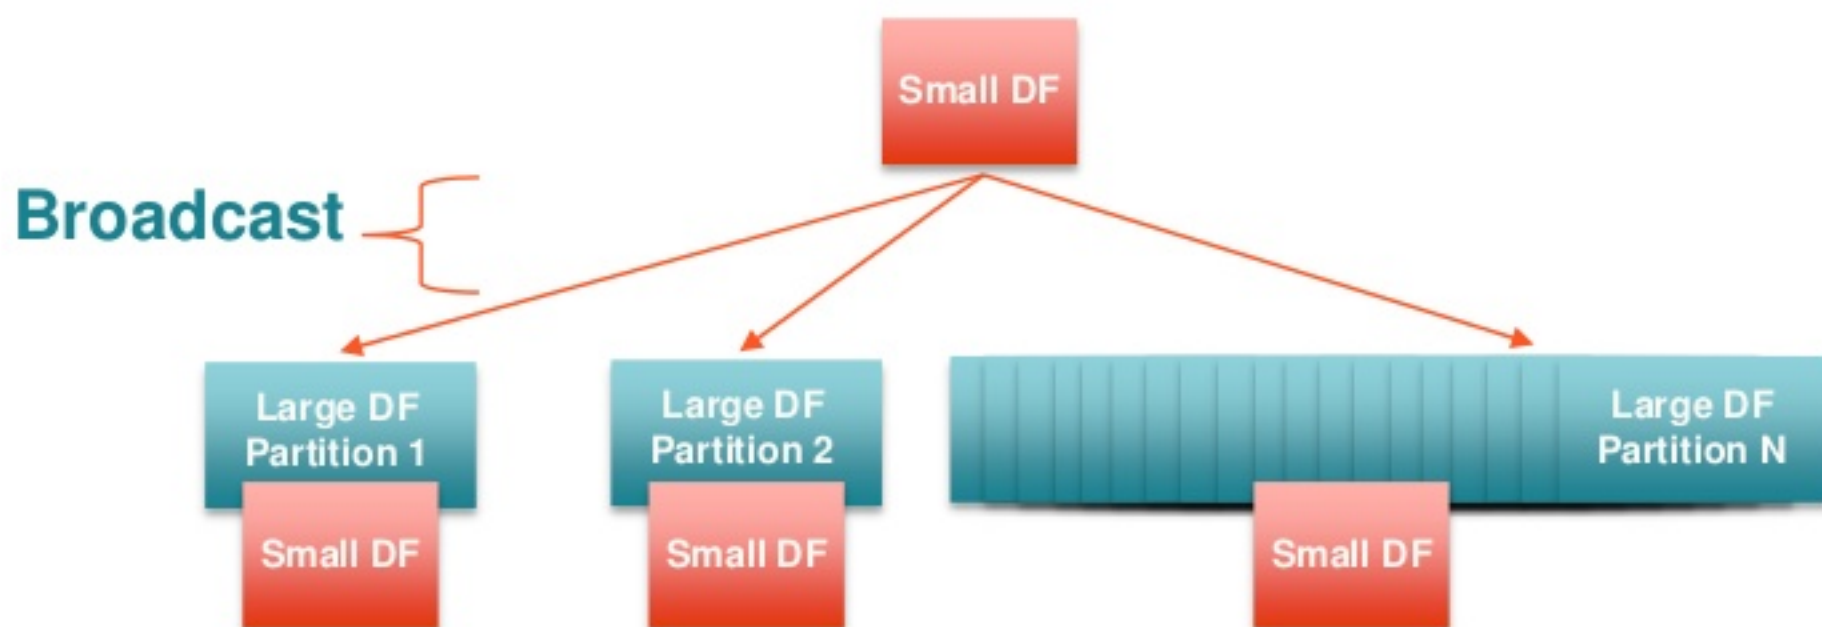 Small DF
Broadcast
Large DF
Partition 1
Large DF
Partition 2
Large DF
Partition N
Small DF
Small DF
Small DF